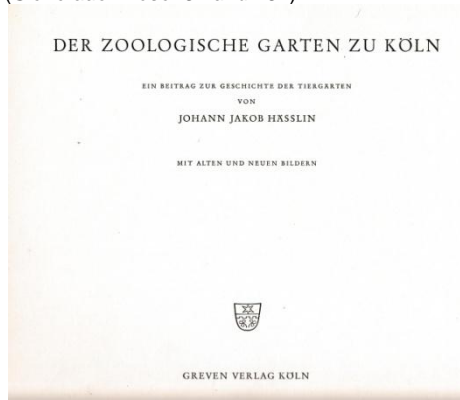 DER ZOOLOGISCHE GARTEN ZU KÖLN
EIN BEITRAG ZUR GESCHICHTE DER TIERGÄRTEN
VON
JOHANN JAKOB HÄSSLIN
MIT ALTEN UND NEUEN BILDERN
GREVEN VERLAG KÖLN